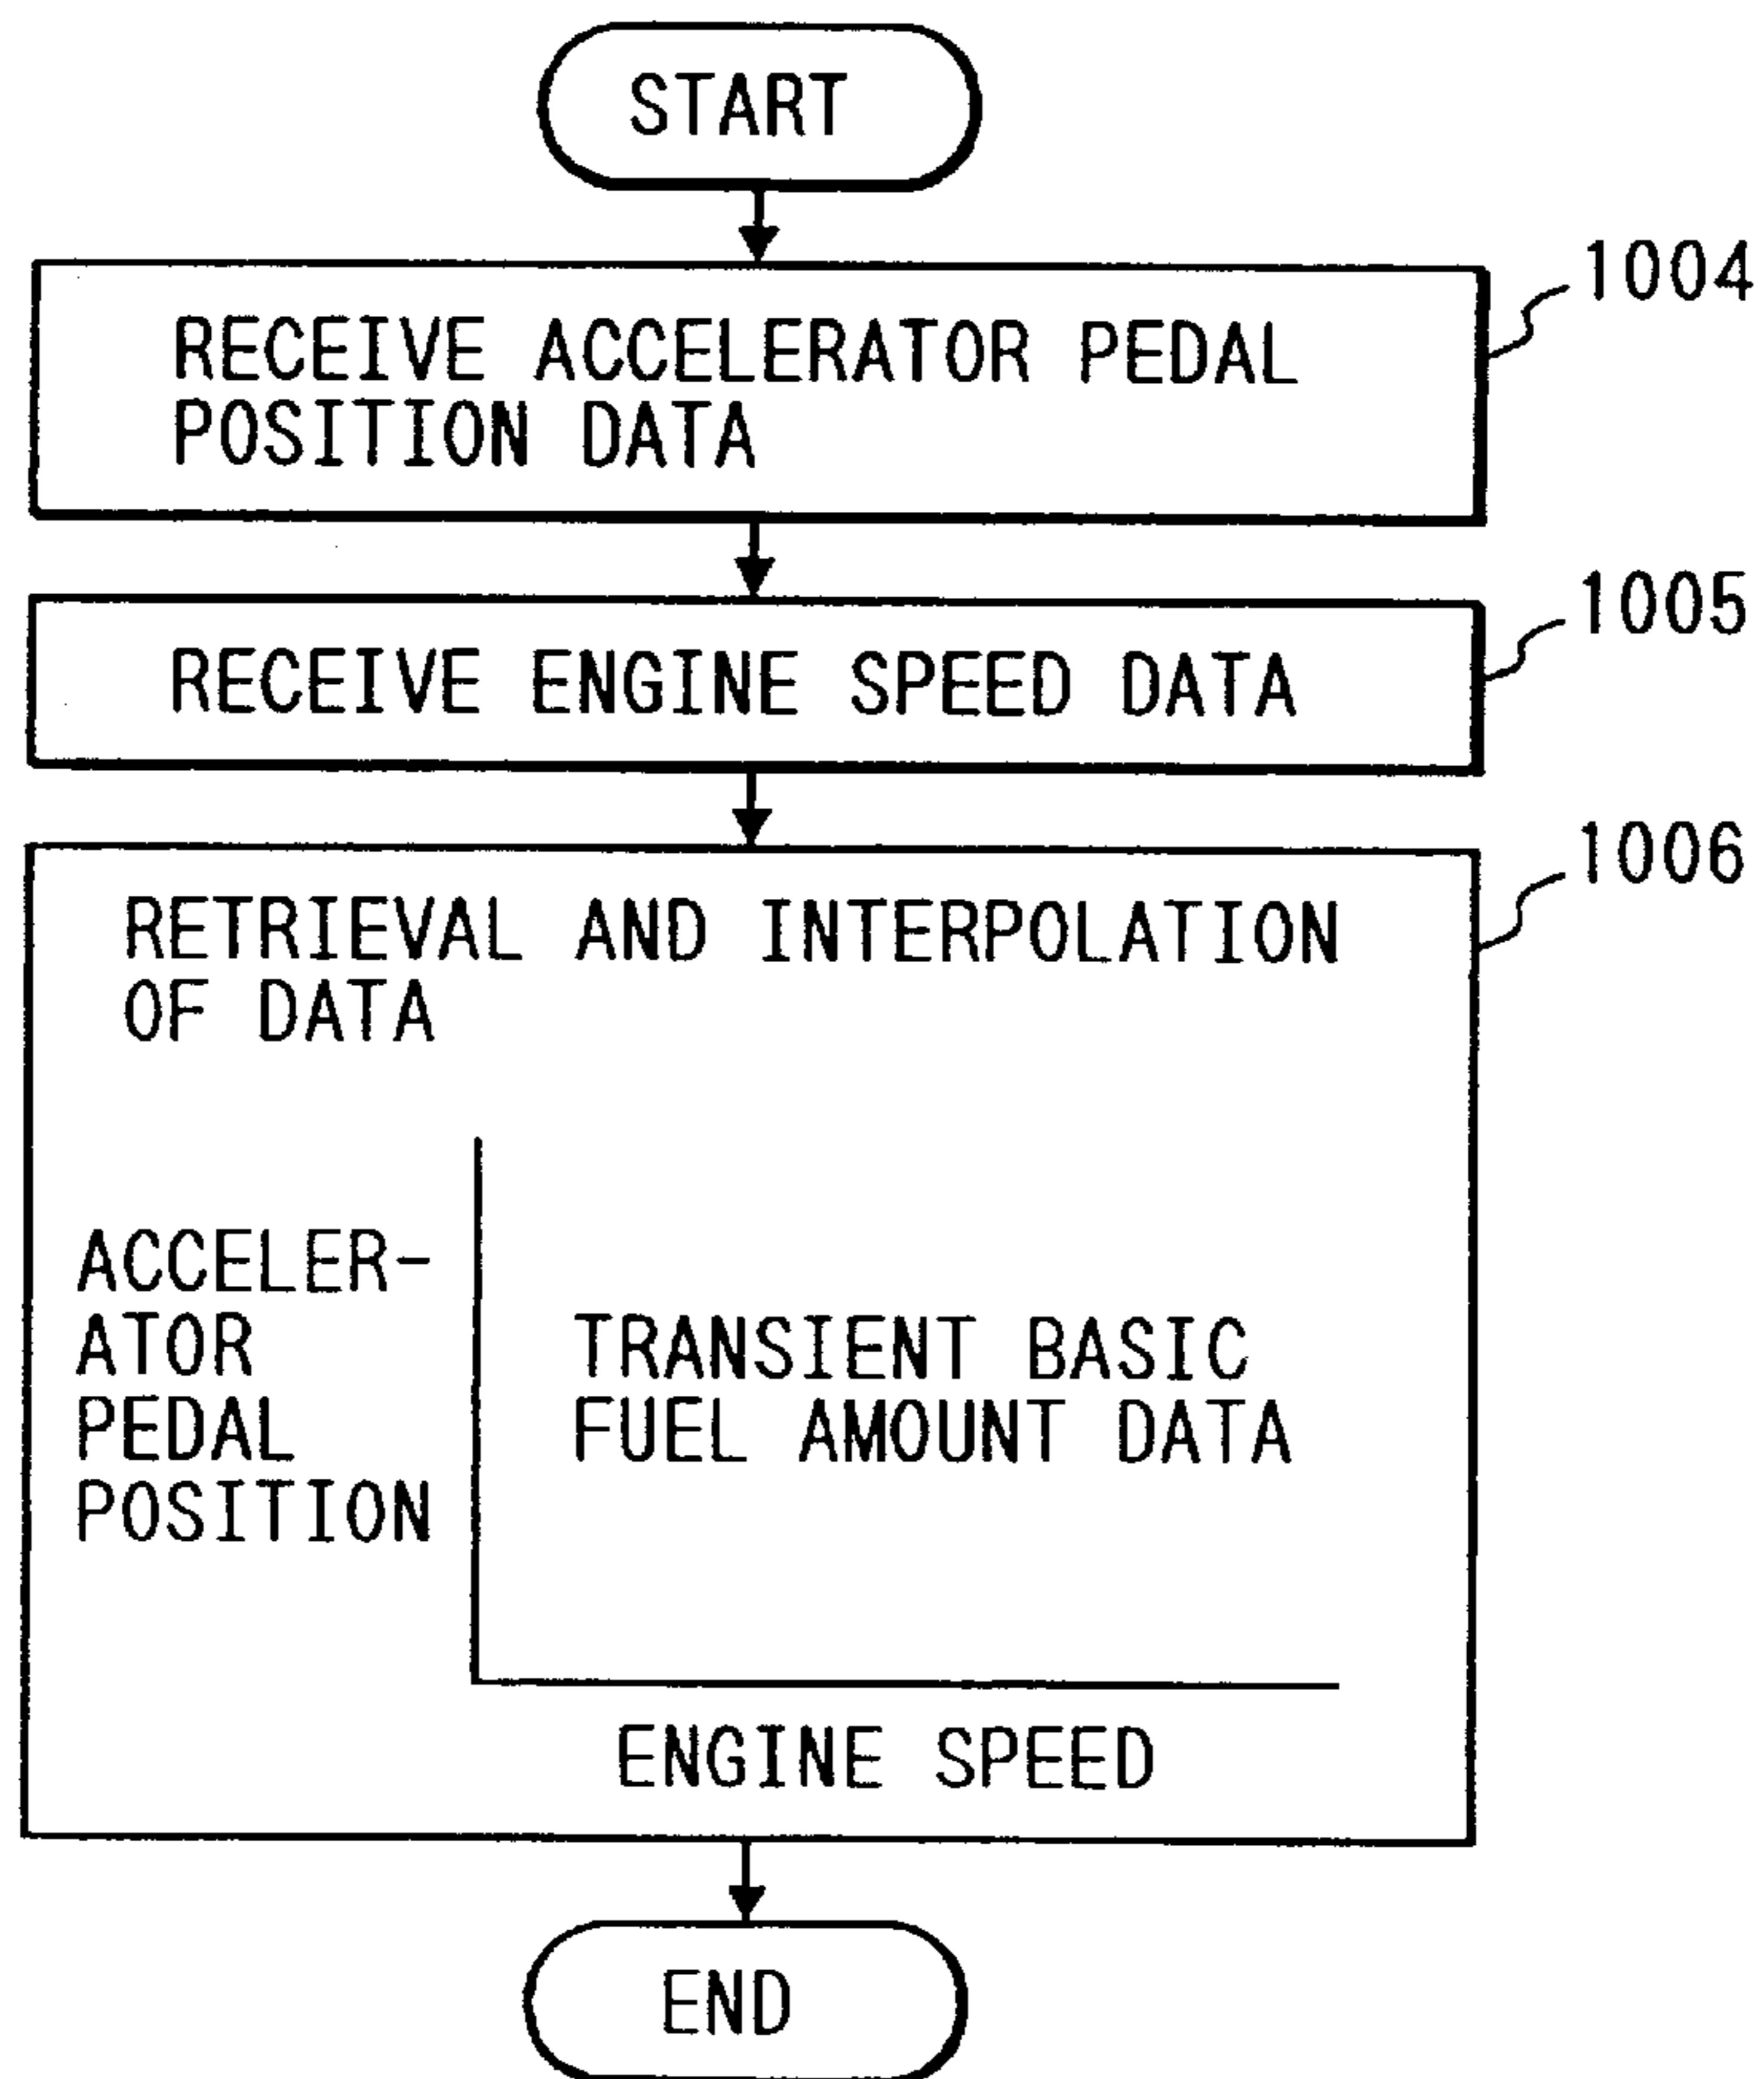 START
1004
RECEIVE ACCELERATOR PEDAL
POSITION DATA
1005
RECEIVE ENGINE SPEED DATA
1006
RETRIEVAL AND INTERPOLATION
OF DATA
ACCELER-
ATOR
PEDAL
POSITION
TRANSIENT BASIC
FUEL AMOUNT DATA
ENGINE SPEED
END